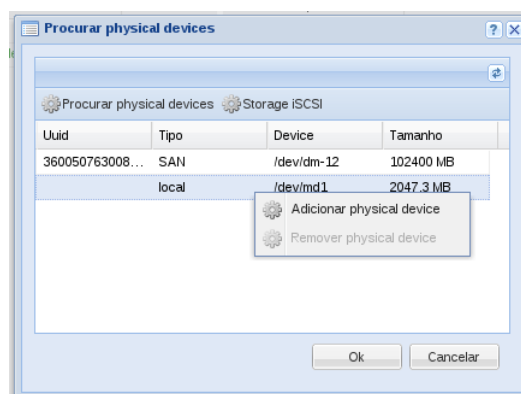 Procurar physical devices
Procurar physical devices Storage iSCSI
Uuid Tipo Device Tamanho
360050763008... SAN /dev/dm-12 102400 MB
local /dev/md1 2047.3 MB
Adicionar physical device
Remover physical device
Ok Cancelar